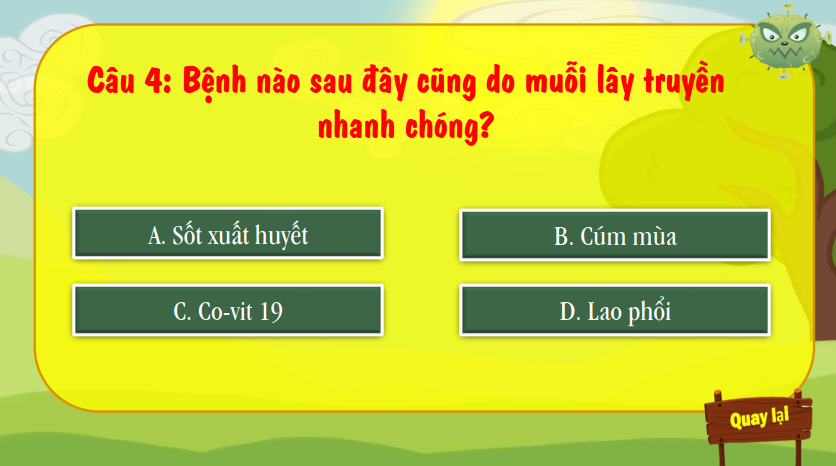 Câu 4: Bệnh nào sau đây cũng do muỗi lây truyền
nhanh chóng?
A. Sốt xuất huyết
B. Cúm mùa
C. Co-vit 19
D. Lao phổi
Quay lại